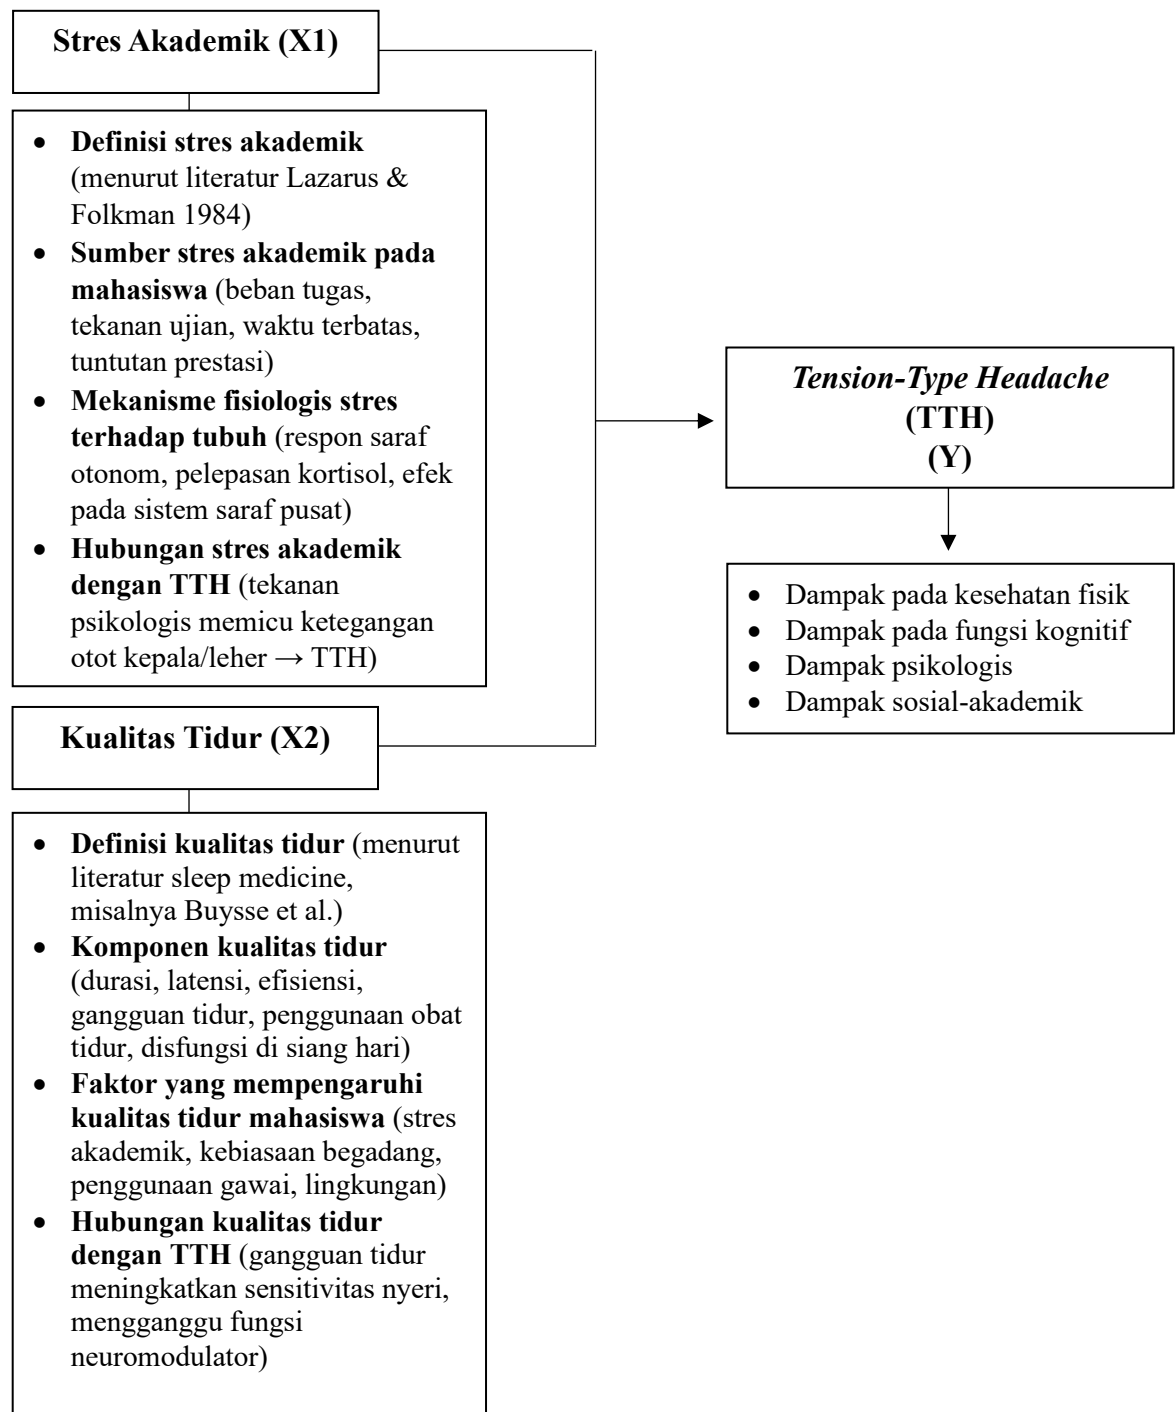 Stres Akademik (X1)
• Definisi stres akademik
(menurut literatur Lazarus &
Folkman 1984)
• Sumber stres akademik pada
mahasiswa (beban tugas,
tekanan ujian, waktu terbatas,
tuntutan prestasi)
• Mekanisme fisiologis stres
terhadap tubuh (respon saraf
otonom, pelepasan kortisol, efek
pada sistem saraf pusat)
• Hubungan stres akademik
dengan TTH (tekanan
psikologis memicu ketegangan
otot kepala/leher → TTH)
Kualitas Tidur (X2)
• Definisi kualitas tidur (menurut
literatur sleep medicine,
misalnya Buysse et al.)
• Komponen kualitas tidur
(durasi, latensi, efisiensi,
gangguan tidur, penggunaan obat
tidur, disfungsi di siang hari)
• Faktor yang mempengaruhi
kualitas tidur mahasiswa (stres
akademik, kebiasaan begadang,
penggunaan gawai, lingkungan)
• Hubungan kualitas tidur
dengan TTH (gangguan tidur
meningkatkan sensitivitas nyeri,
mengganggu fungsi
neuromodulator)
Tension-Type Headache
(TTH)
(Y)
• Dampak pada kesehatan fisik
• Dampak pada fungsi kognitif
• Dampak psikologis
• Dampak sosial-akademik